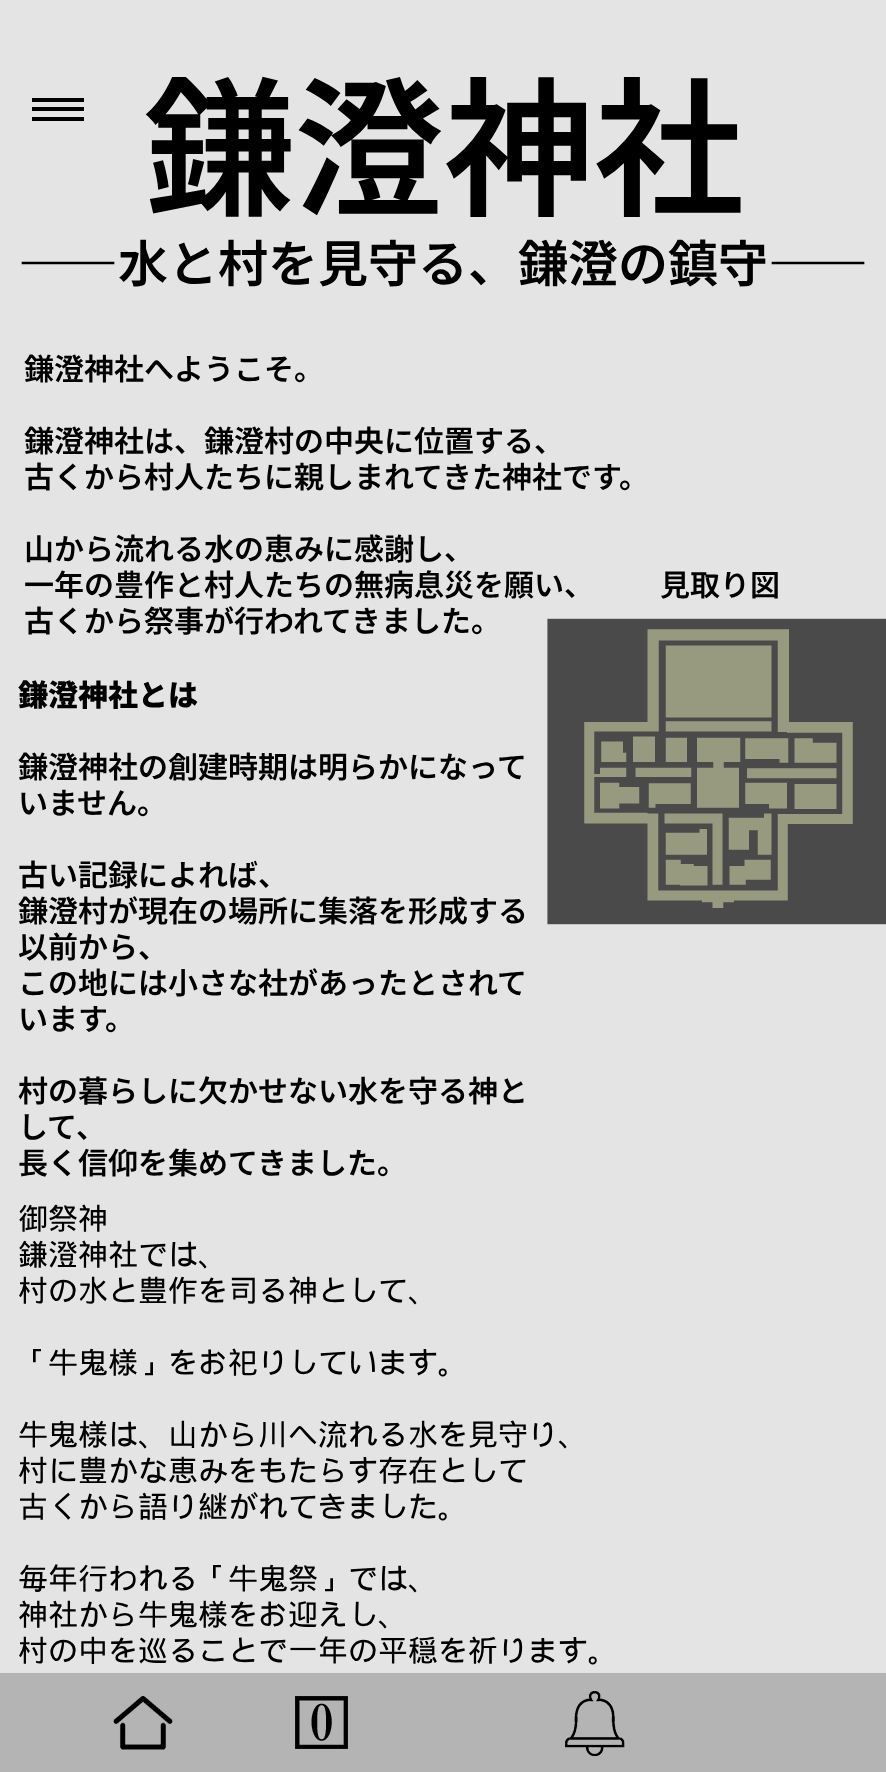 鎌澄神社
水と村を見守る、鎌澄の鎮守
鎌澄神社へようこそ。
鎌澄神社は、鎌澄村の中央に位置する、
古くから村人たちに親しまれてきた神社です。
山から流れる水の恵みに感謝し、
一年の豊作と村人たちの無病息災を願い、
古くから祭事が行われてきました。
見取り図
鎌澄神社とは
鎌澄神社の創建時期は明らかになって
いません。
古い記録によれば、
鎌澄村が現在の場所に集落を形成する
以前から、
この地には小さな社があったとされて
います。
村の暮らしに欠かせない水を守る神と
して、
長く信仰を集めてきました。
御祭神
鎌澄神社では、
村の水と豊作を司る神として、
「牛鬼様」をお祀りしています。
牛鬼様は、山から川へ流れる水を見守り、
村に豊かな恵みをもたらす存在として
古くから語り継がれてきました。
毎年行われる「牛鬼祭」では、
神社から牛鬼様をお迎えし、
村の中を巡ることで一年の平穏を祈ります。
0